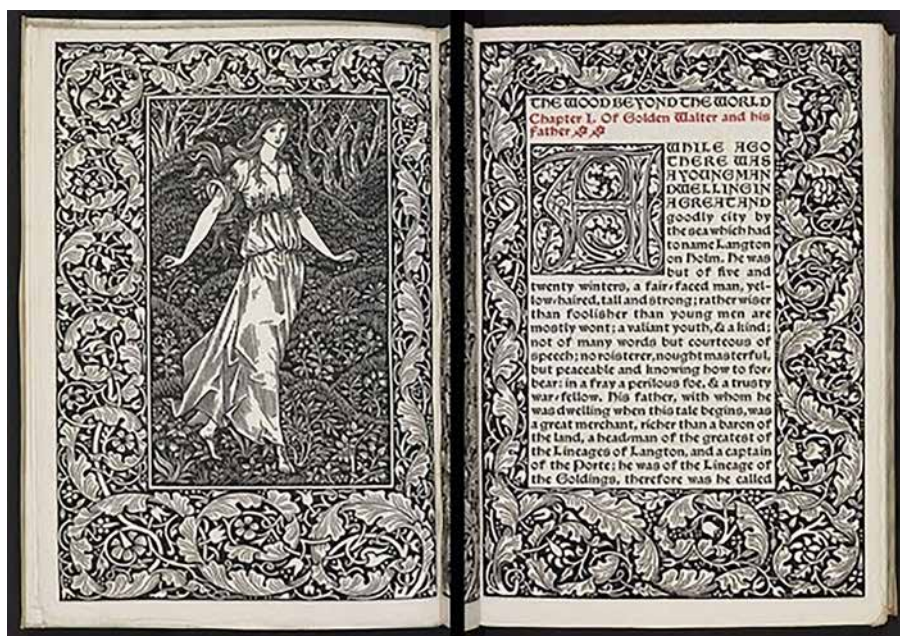 THE WOOD BEYOND THE WORLD
Chapter I. Of Golden Walter and his
father
A WHILE AGO
THERE WAS
A YOUNG MAN
DWELLING IN
A GREAT AND
goodly city by
the sea which had
to name Langton
on Holm. He was
but of five and
twenty winters, a fair-faced man, yel-
low-haired, tall and strong; rather wiser
than foolisher than young men are
mostly wont; a valiant youth, & a kind;
not of many words but courteous of
speech; no roisterer, nought masterful,
but peaceable and knowing how to for-
bear: in a fray a perilous foe, & a trusty
war-fellow. His father, with whom he
was dwelling when this tale begins, was
a great merchant, richer than a baron of
the land, a head-man of the greatest of
the Lineages of Langton, and a captain
of the Porte; he was of the Lineage of
the Goldings, therefore was he called